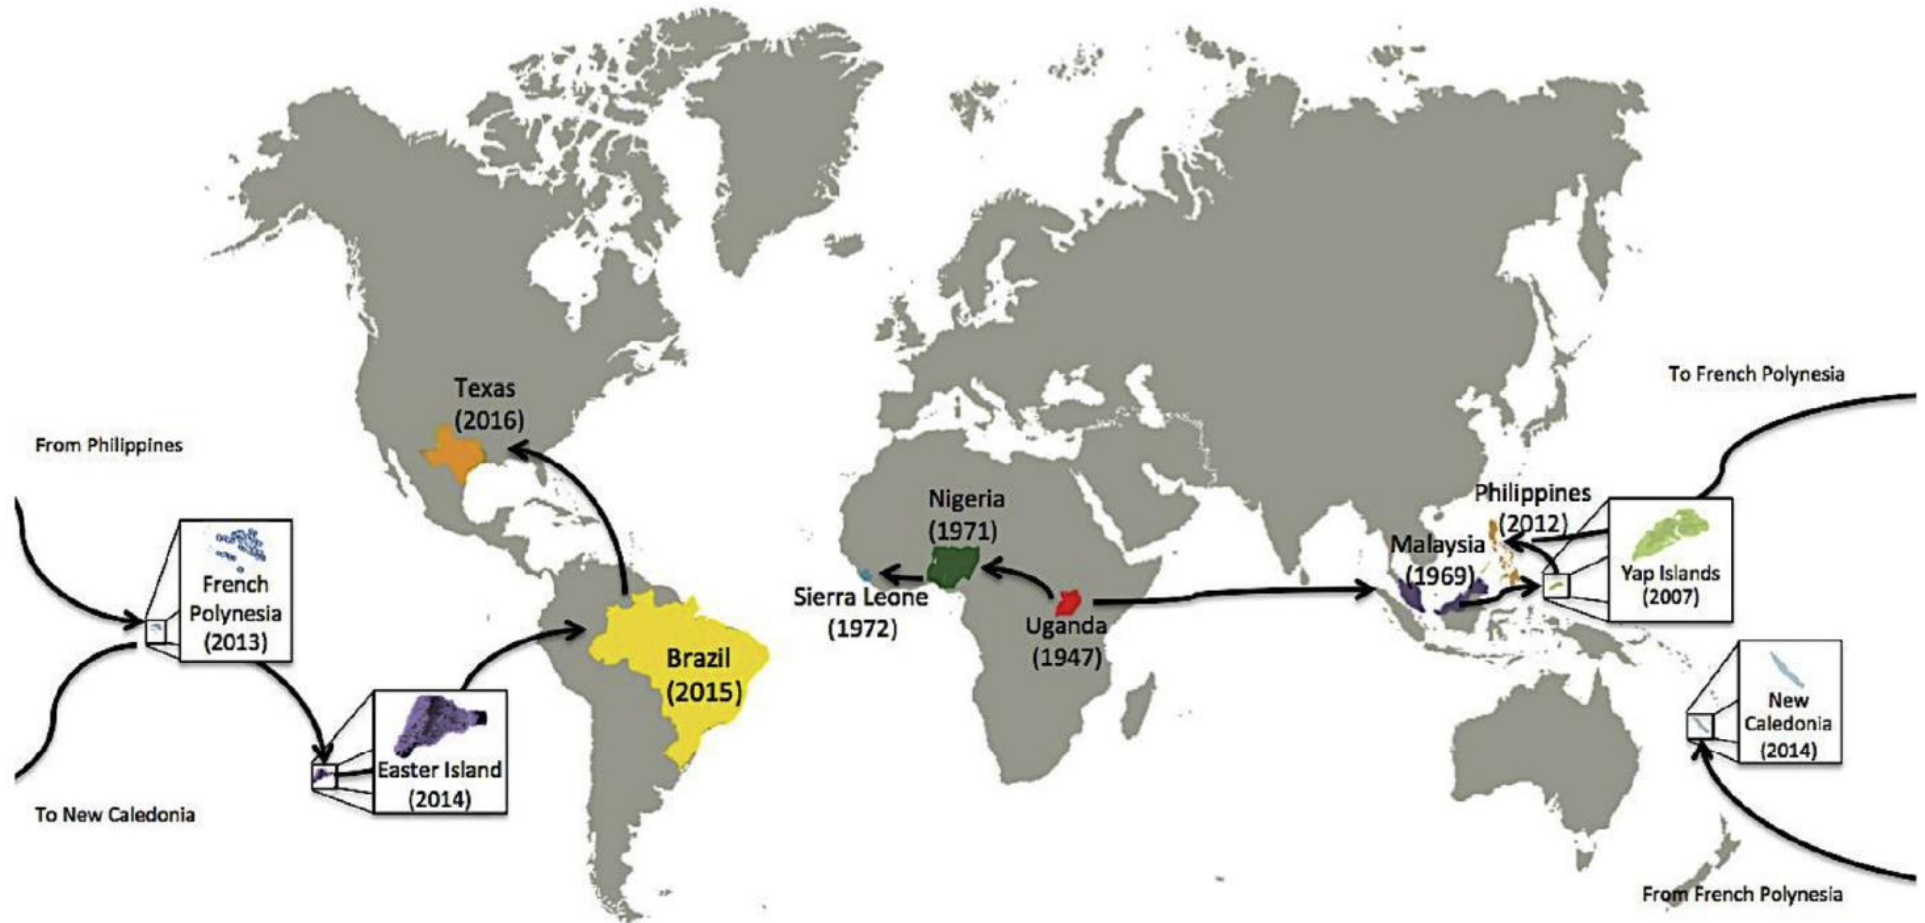 Texas
(2016)
To French Polynesia
From Philippines
Nigeria
(1971)
Philippines
(2012)
Malaysia
(1969)
Yap Islands
(2007)
French
Polynesia
(2013)
Sierra Leone
(1972)
Uganda
(1947)
Brazil
(2015)
New
Caledonia
(2014)
Easter Island
(2014)
To New Caledonia
From French Polynesia